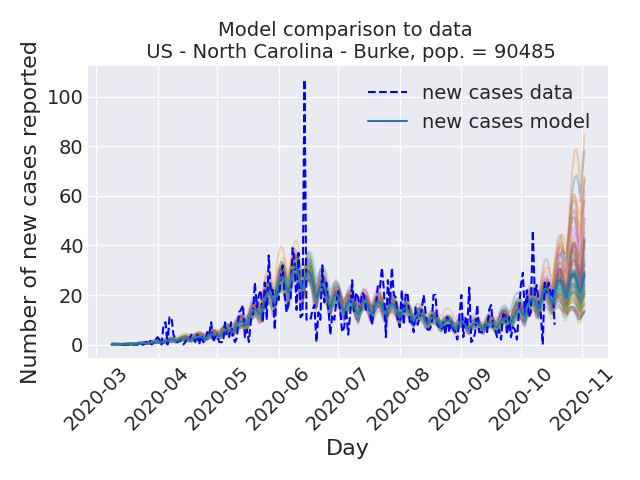 Model comparison to data
US - North Carolina - Burke, pop. = 90485
Number of new cases reported
100
80
60
40
20
0
new cases data
new cases model
2020-03
2020-04
2020-05
2020-06
2020-07
2020-08
2020-09
2020-10
2020-11
Day